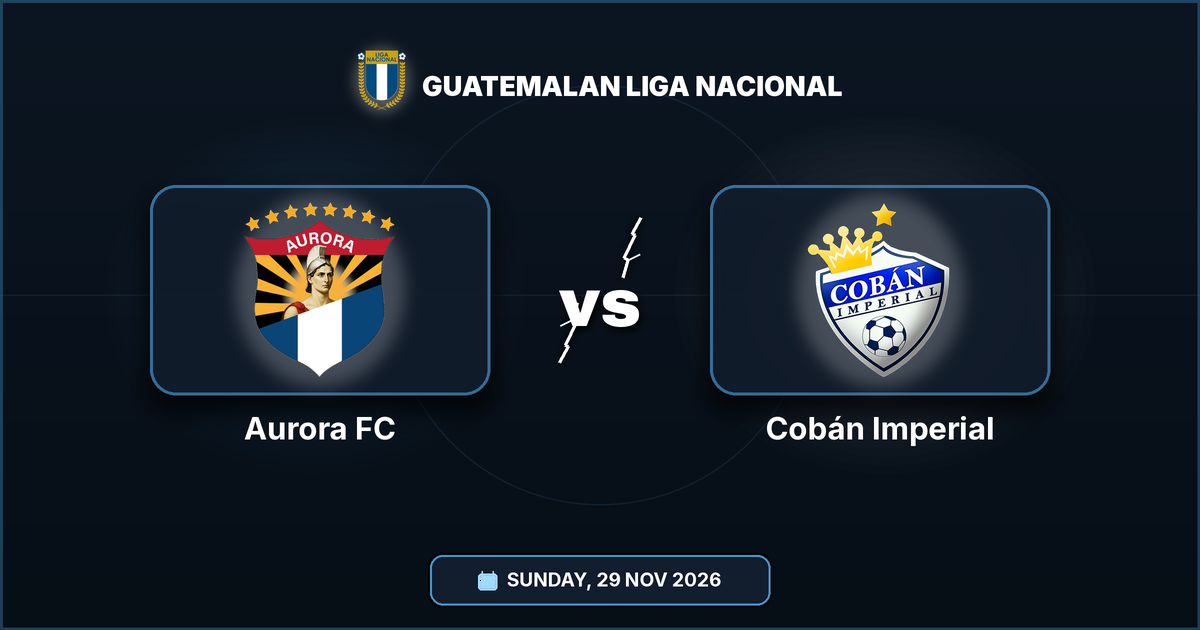 LIGA
NACIONAL
GUATEMALAN LIGA NACIONAL
AURORA
vs
COBÁN
IMPERIAL
Aurora FC
Cobán Imperial
SUNDAY, 29 NOV 2026